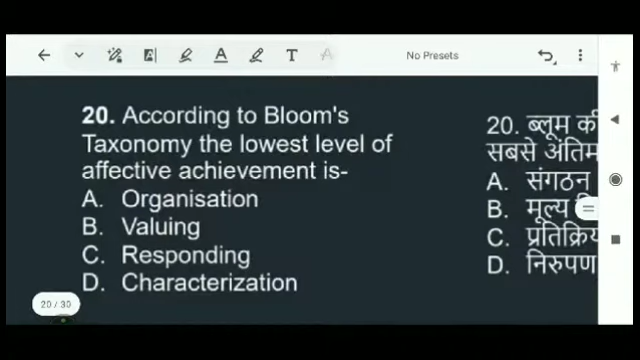 No Presets
20. According to Bloom's
Taxonomy the lowest level of
affective achievement is-
A. Organisation
B. Valuing
C. Responding
D. Characterization
20. ब्लूम की
सबसे अंतिम
A. संगठन
B. मूल्य
C.
D. निरुपण
20 / 30